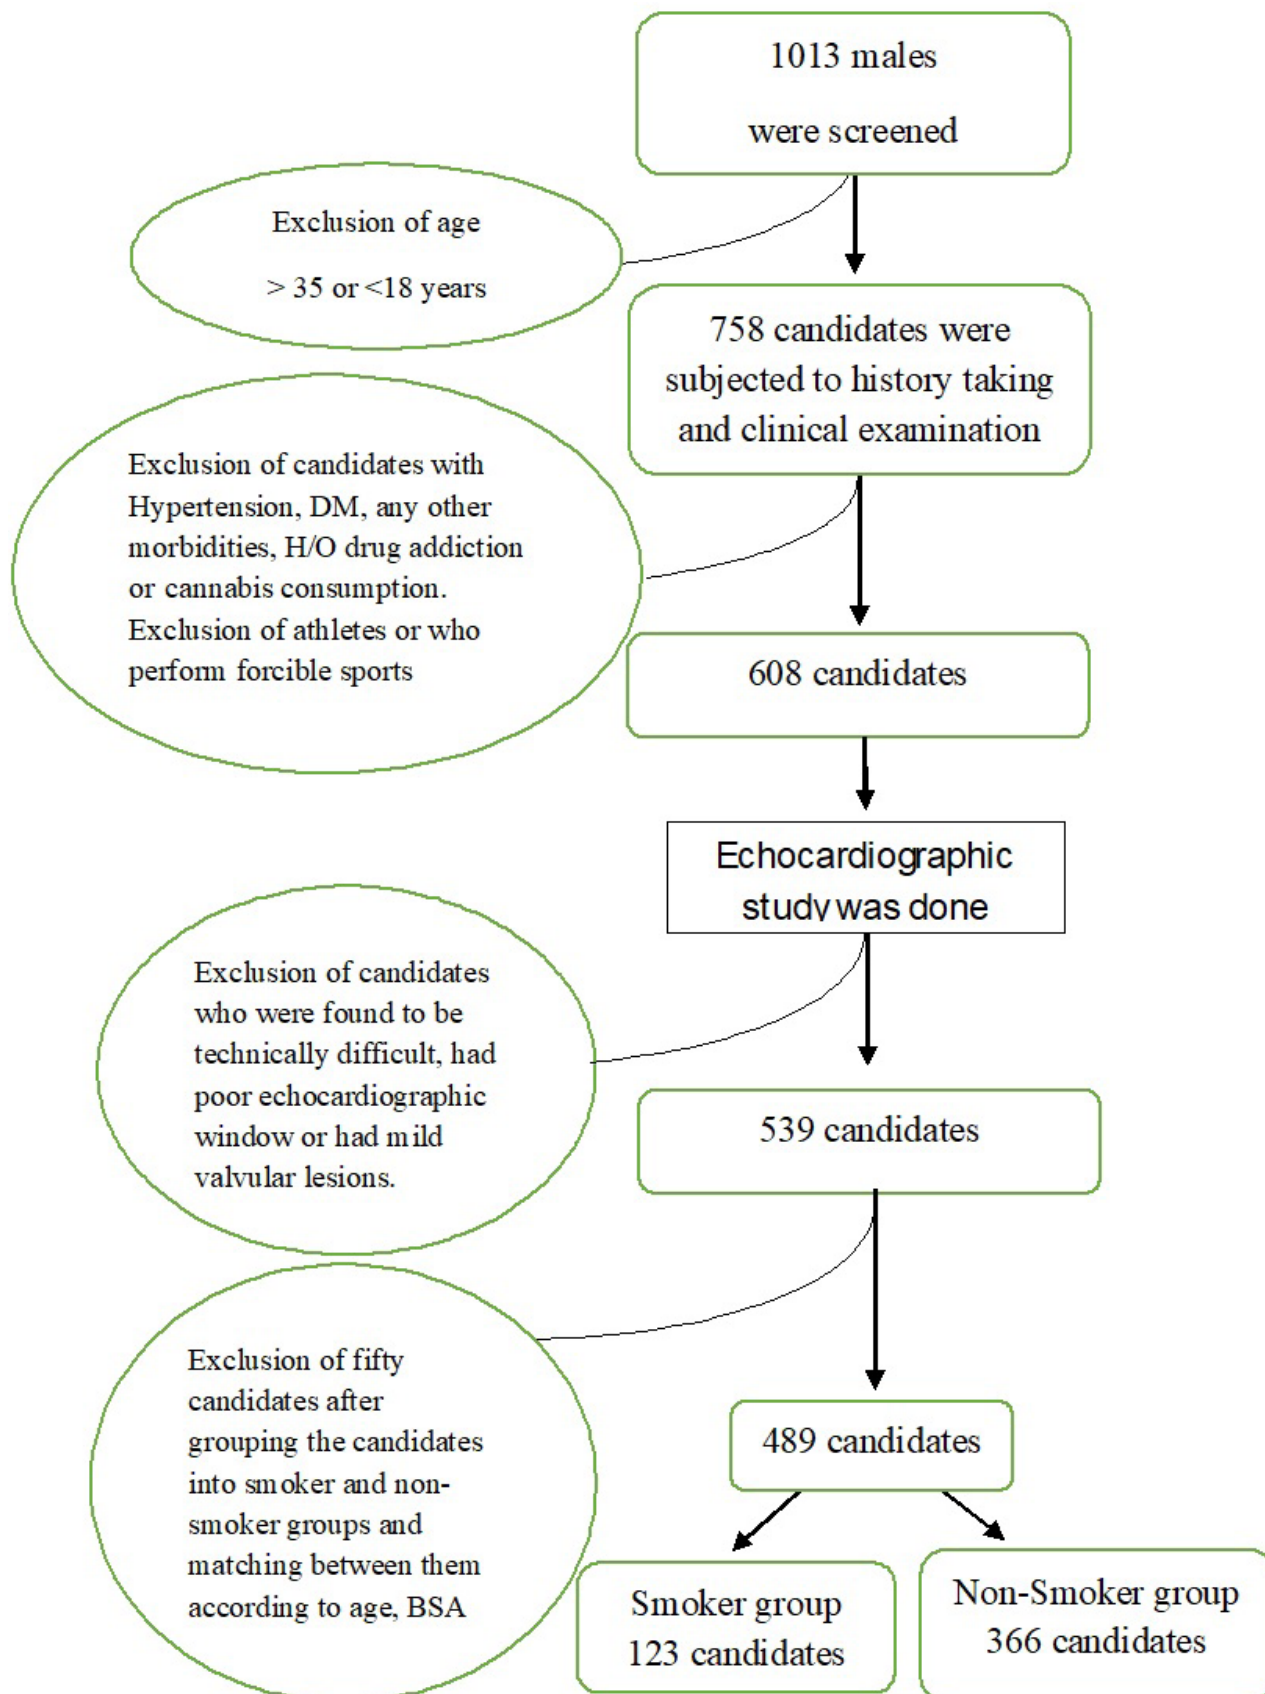 1013 males
were screened
Exclusion of age
> 35 or <18 years
758 candidates were
subjected to history taking
and clinical examination
Exclusion of candidates with
Hypertension, DM, any other
morbidities, H/O drug addiction
or cannabis consumption.
Exclusion of athletes or who
perform forcible sports
608 candidates
Echocardiographic
study was done
Exclusion of candidates
who were found to be
technically difficult, had
poor echocardiographic
window or had mild
valvular lesions.
539 candidates
Exclusion of fifty
candidates after
grouping the candidates
into smoker and non-
smoker groups and
matching between them
according to age, BSA
489 candidates
Smoker group
123 candidates
Non-Smoker group
366 candidates